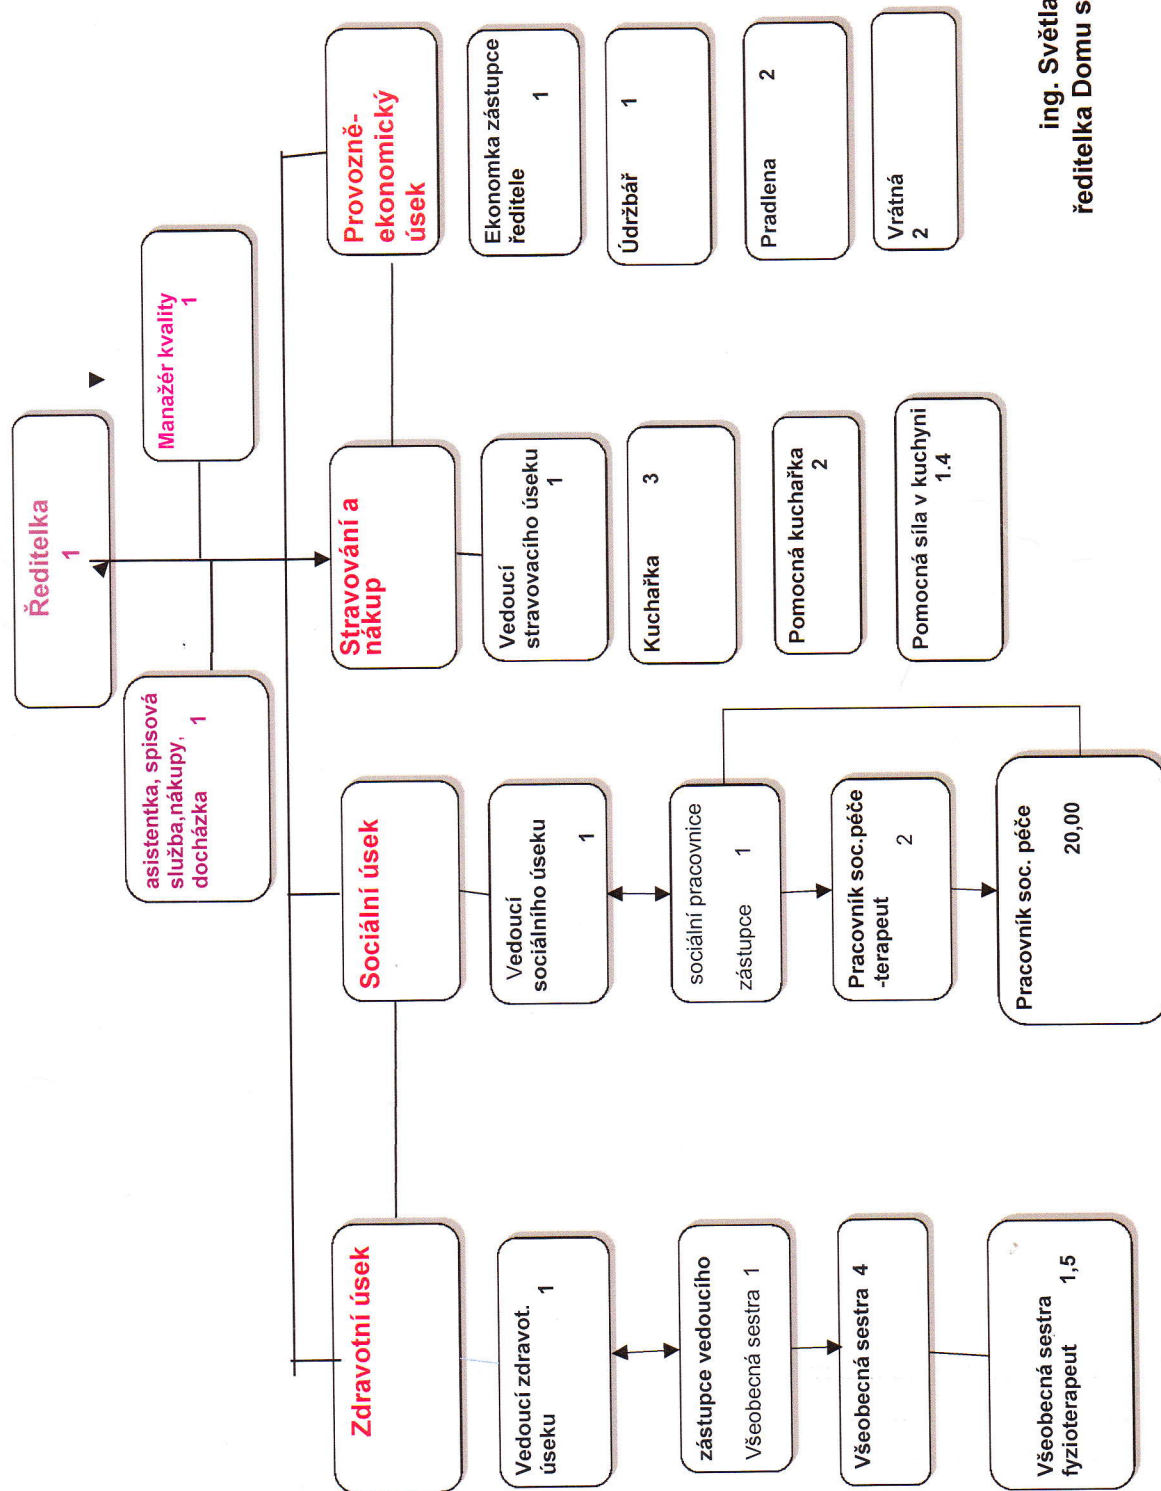 Ředitelka
1
asistentka, spisová
služba,nákupy,
docházka 1
Manažér kvality
1
Zdravotní úsek
Vedoucí zdravot.
úseku 1
zástupce vedoucího
Všeobecná sestra 1
Všeobecná sestra 4
Všeobecná sestra
fyzioterapeut 1,5
Sociální úsek
Vedoucí
sociálního úseku
1
sociální pracovnice
zástupce 1
Pracovník soc.péče
-terapeut
2
Pracovník soc. péče
20,00
Stravování a
nákup
Vedoucí
stravovacího úseku
1
Kuchařka 3
Pomocná kuchařka
2
Pomocná síla v kuchyni
1.4
Provozně-
ekonomický
úsek
Ekonomka zástupce
ředitele 1
Údržbář 1
Pradlena 2
Vrátná
2
ing. Světla
ředitelka Domu s